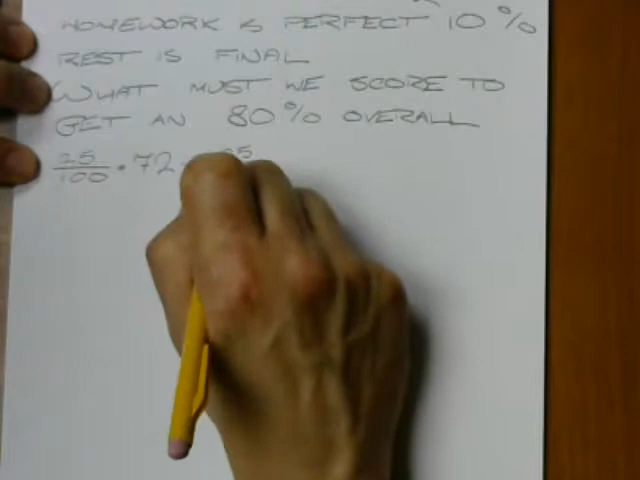 HOMEWORK IS PERFECT 10%
REST IS FINAL
WHAT MUST WE SCORE TO
GET AN 80% OVERALL
25/100 · 72